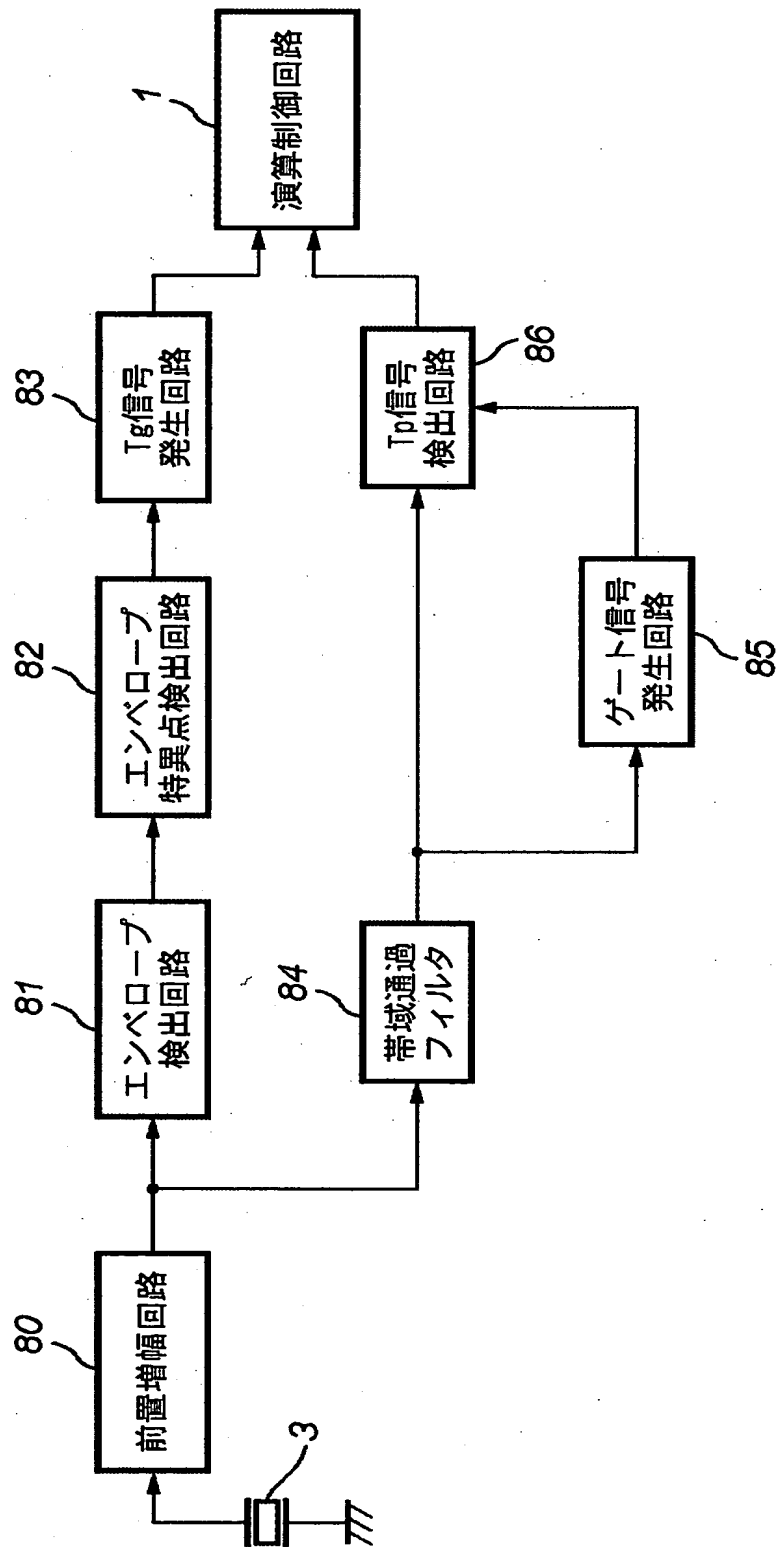 3
80
前置増幅回路
81
エンベロープ
検出回路
82
エンベロープ
特異点検出回路
83
Tg信号
発生回路
84
帯域通過
フィルタ
85
ゲート信号
発生回路
86
Tp信号
検出回路
1
演算制御回路